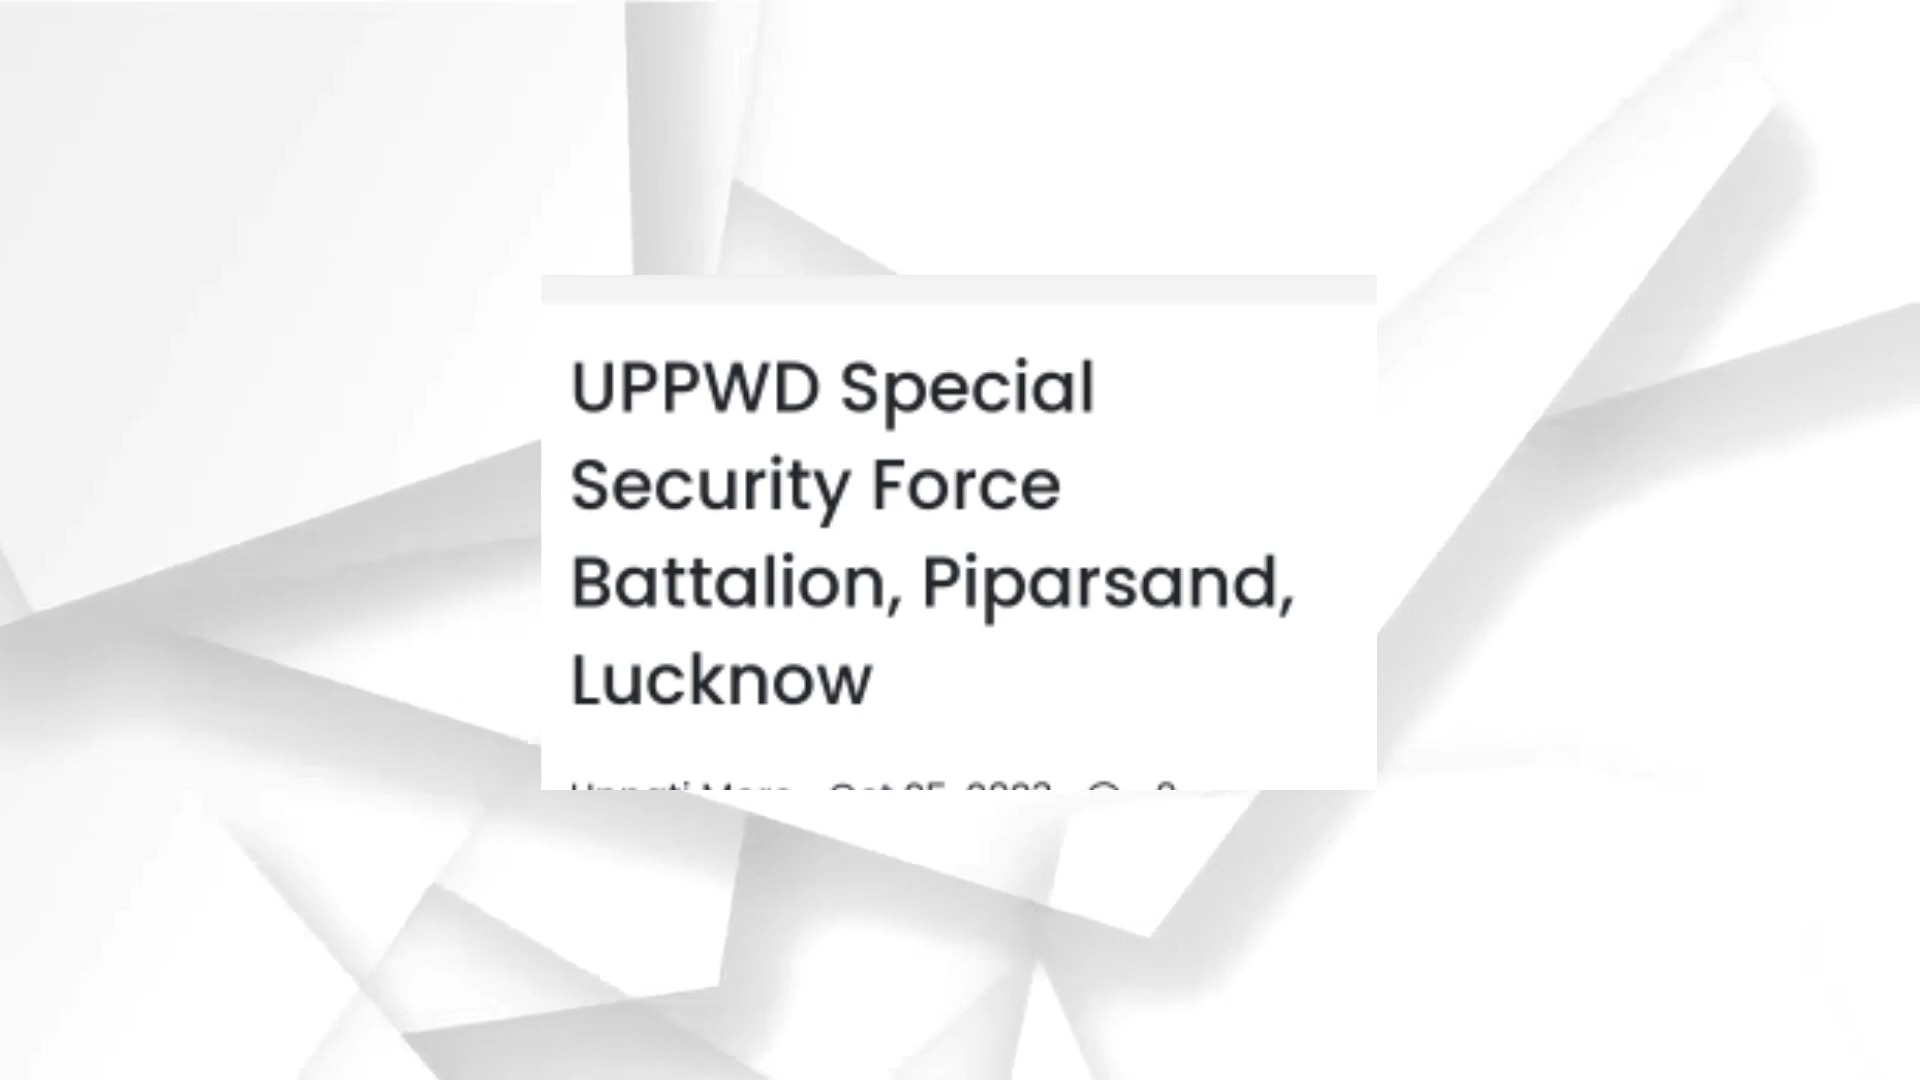 UPPWD Special
Security Force
Battalion, Piparsand,
Lucknow